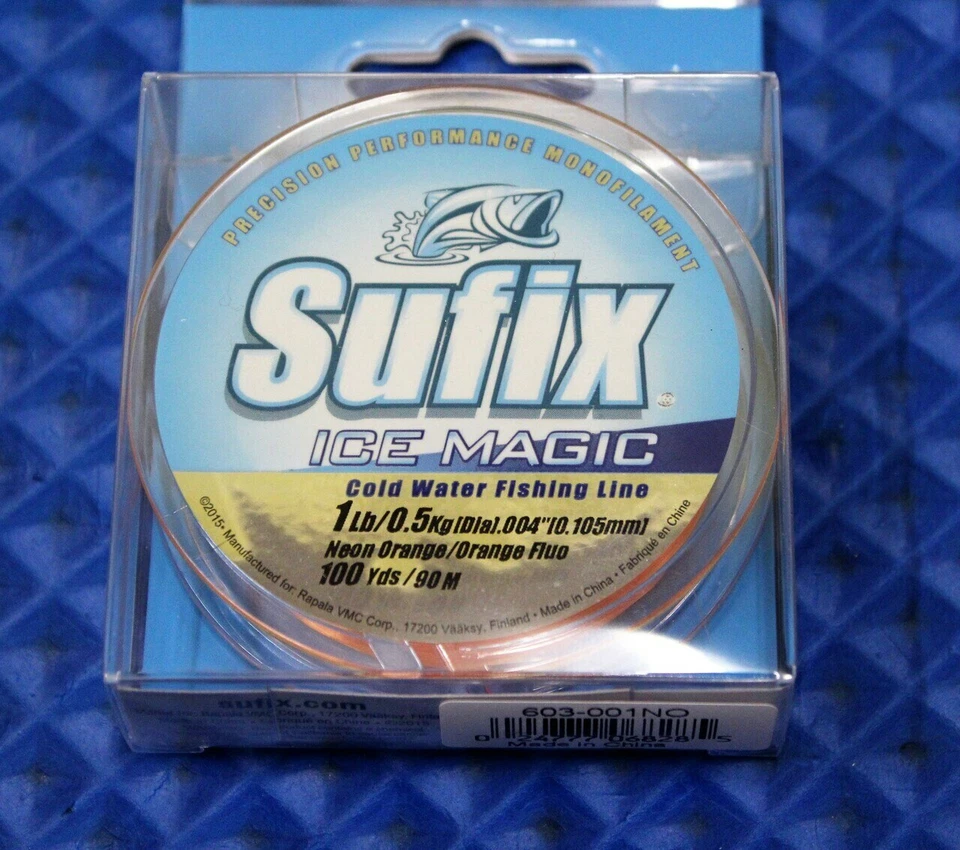 PRECISION PERFORMANCE MONOFILAMENT
Sufix®
ICE MAGIC
Cold Water Fishing Line
1Lb/0.5Kg(Dia).004"(0.105mm)
Neon Orange/Orange Fluo
100 Yds/90 M
©2015• Manufactured for: Rapala VMC Corp., 17200 Vääksy, Finland • Made in China • Fabriqué en Chine
sufix.com
603-001NO
Made in China